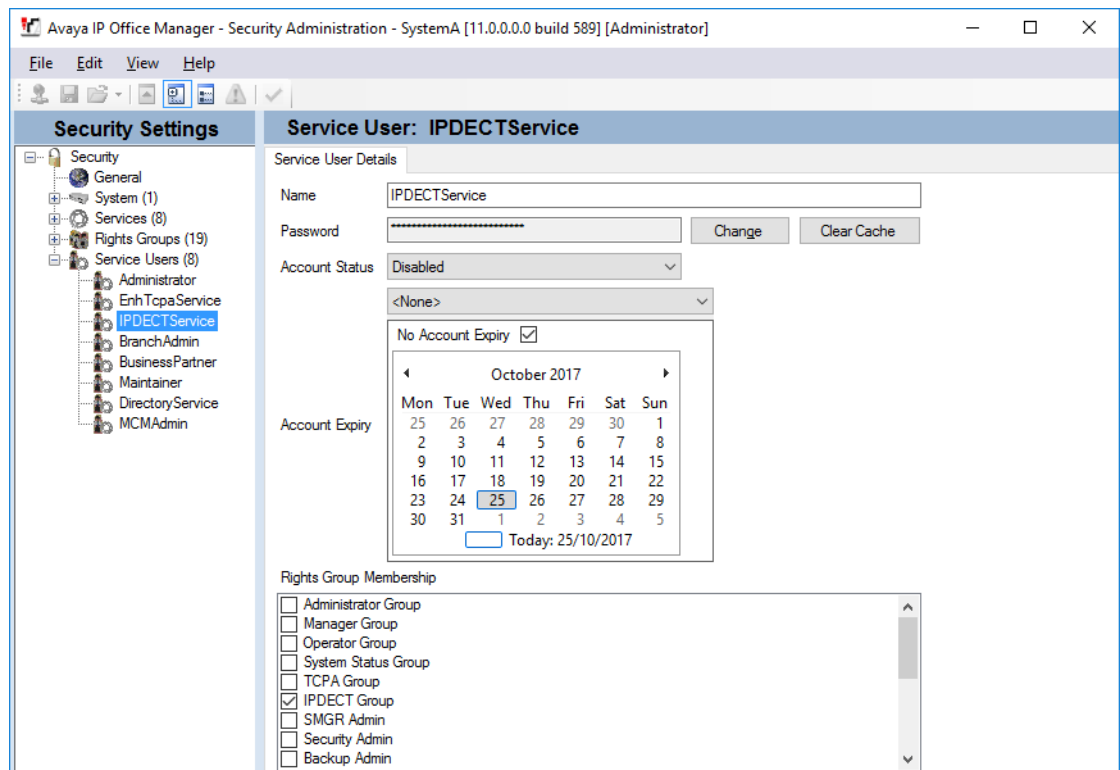 Avaya IP Office Manager - Security Administration - SystemA [11.0.0.0.0 build 589] [Administrator]
File Edit View Help
Security Settings
Service User: IPDECTService
Security
General
System (1)
Services (8)
Rights Groups (19)
Service Users (8)
Administrator
EnhTcpaService
IPDECTService
BranchAdmin
BusinessPartner
Maintainer
DirectoryService
MCMAdmin
Service User Details
Name IPDECTService
Password *************************** Change Clear Cache
Account Status Disabled
<None>
No Account Expiry
Account Expiry
October 2017
Mon Tue Wed Thu Fri Sat Sun
25 26 27 28 29 30 1
2 3 4 5 6 7 8
9 10 11 12 13 14 15
16 17 18 19 20 21 22
23 24 25 26 27 28 29
30 31 1 2 3 4 5
Today: 25/10/2017
Rights Group Membership
Administrator Group
Manager Group
Operator Group
System Status Group
TCPA Group
IPDECT Group
SMGR Admin
Security Admin
Backup Admin